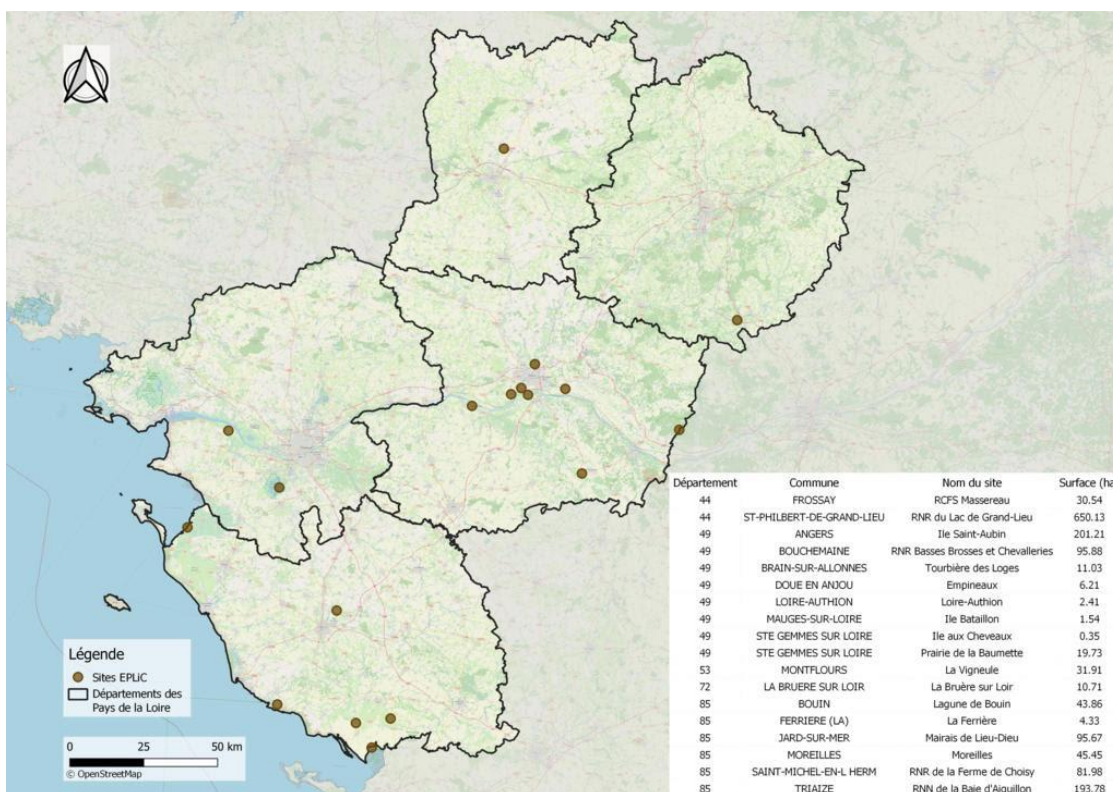 Département Commune Nom du site Surface (ha
44 FROSSAY RCFS Massereau 30.54
44 ST-PHILBERT-DE-GRAND-LIEU RNR du Lac de Grand-Lieu 650.13
49 ANGERS Ile Saint-Aubin 201.21
49 BOUCHEMAINE RNR Basses Brosses et Chevalleries 95.88
49 BRAIN-SUR-ALLONNES Tourbière des Loges 11.03
49 DOUE EN ANJOU Empineaux 6.21
49 LOIRE-AUTHION Loire-Authion 2.41
49 MAUGES-SUR-LOIRE Ile Bataillon 1.54
49 STE GEMMES SUR LOIRE Ile aux Cheveaux 0.35
49 STE GEMMES SUR LOIRE Prairie de la Baumette 19.73
53 MONTFLOURS La Vigneule 31.91
72 LA BRUERE SUR LOIR La Bruère sur Loir 10.71
85 BOUIN Lagune de Bouin 43.86
85 FERRIERE (LA) La Ferrière 4.33
85 JARD-SUR-MER Mairais de Lieu-Dieu 95.67
85 MOREILLES Moreilles 45.45
85 SAINT-MICHEL-EN-L HERM RNR de la Ferme de Choisy 81.98
85 TRIAIZE RNN de la Baie d'Aiguillon 193.78
Légende
Sites EPLiC
Départements des
Pays de la Loire
0 25 50 km
© OpenStreetMap